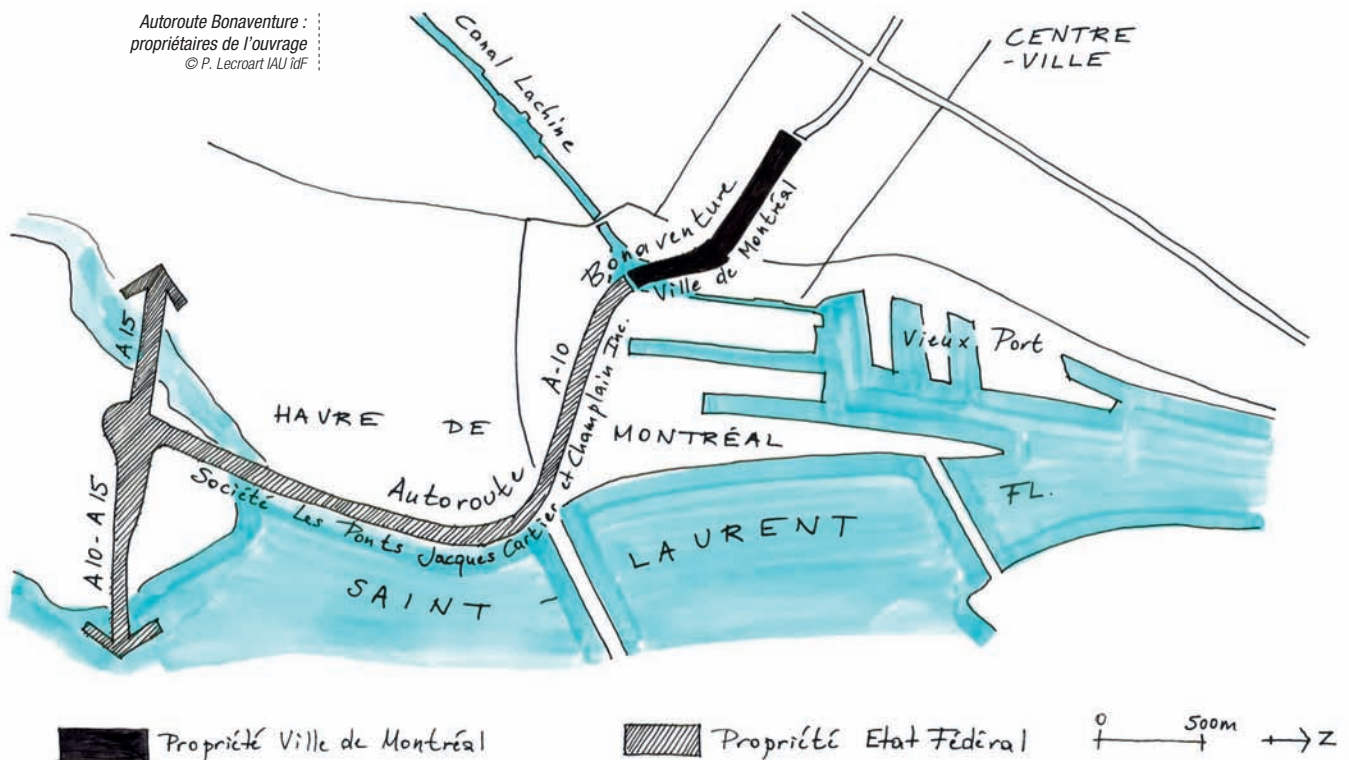 Autoroute Bonaventure :
propriétaires de l'ouvrage
© P. Lecroart IAU îdF
Canal Lachine
CENTRE
-VILLE
Bonaventure
Ville de Montréal
A 15
A-10
Vieux Port
HAVRE DE MONTRÉAL
Autoroute
Société Les Ponts Jacques Cartier et Champlain Inc.
A10 - A15
FL.
SAINT LAURENT
Propriété Ville de Montréal
Propriété Etat Fédéral
0 500m
Z